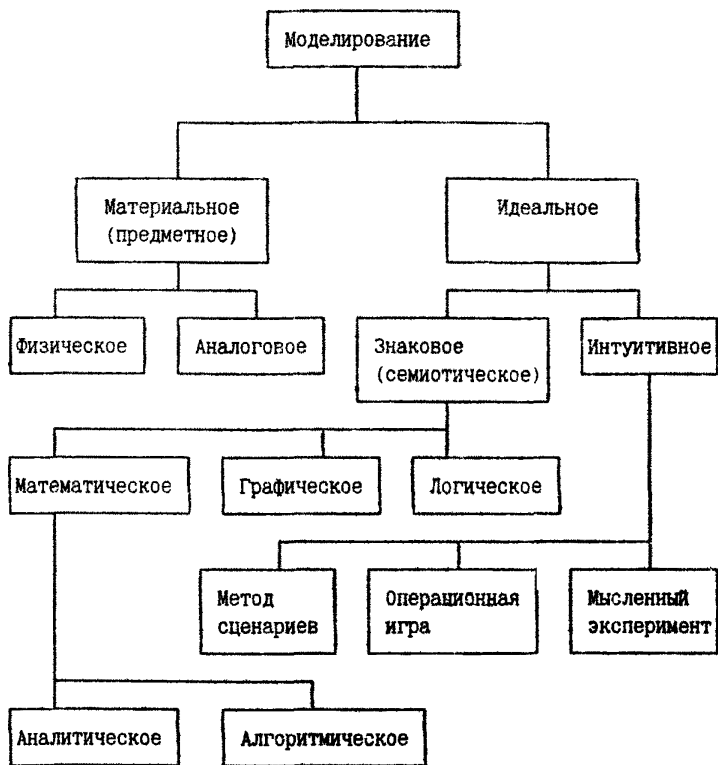 Моделирование
Материальное
(предметное)
Идеальное
Физическое
Аналоговое
Знаковое
(семиотическое)
Интуитивное
Математическое
Графическое
Логическое
Метод
сценариев
Операционная
игра
Мысленный
эксперимент
Аналитическое
Алгоритмическое